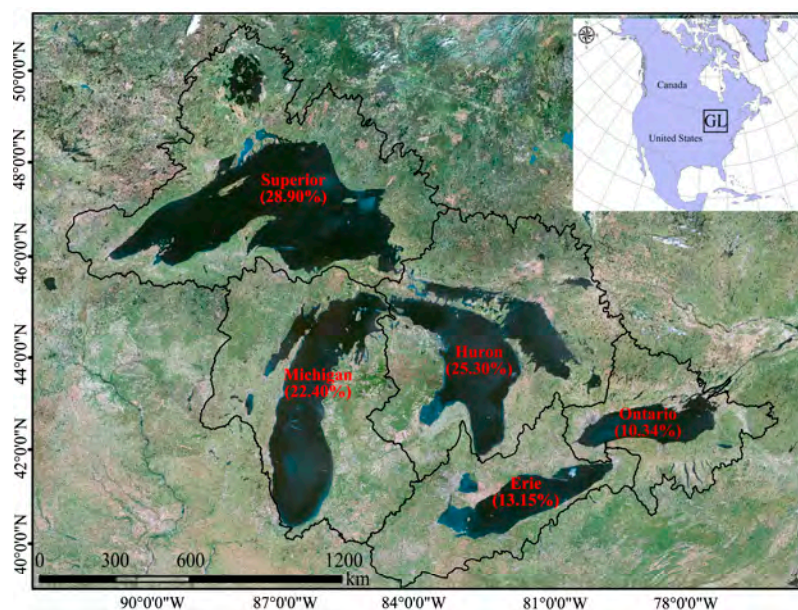 50°0'0"N
48°0'0"N
46°0'0"N
44°0'0"N
42°0'0"N
40°0'0"N
Canada
GL
United States
Superior
(28.90%)
Huron
(25.30%)
Michigan
(22.40%)
Ontario
(10.34%)
Erie
(13.15%)
0 300 600 1200
km
90°0'0"W 87°0'0"W 84°0'0"W 81°0'0"W 78°0'0"W